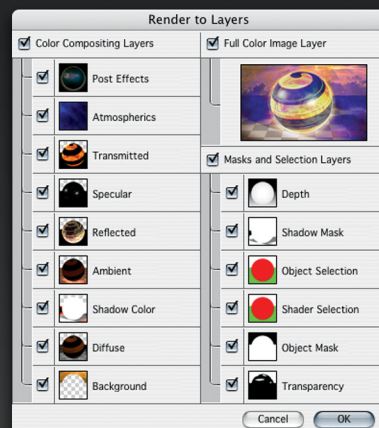 Render to Layers
Color Compositing Layers
Post Effects
Atmospherics
Transmitted
Specular
Reflected
Ambient
Shadow Color
Diffuse
Background
Full Color Image Layer
Masks and Selection Layers
Depth
Shadow Mask
Object Selection
Shader Selection
Object Mask
Transparency
Cancel
OK